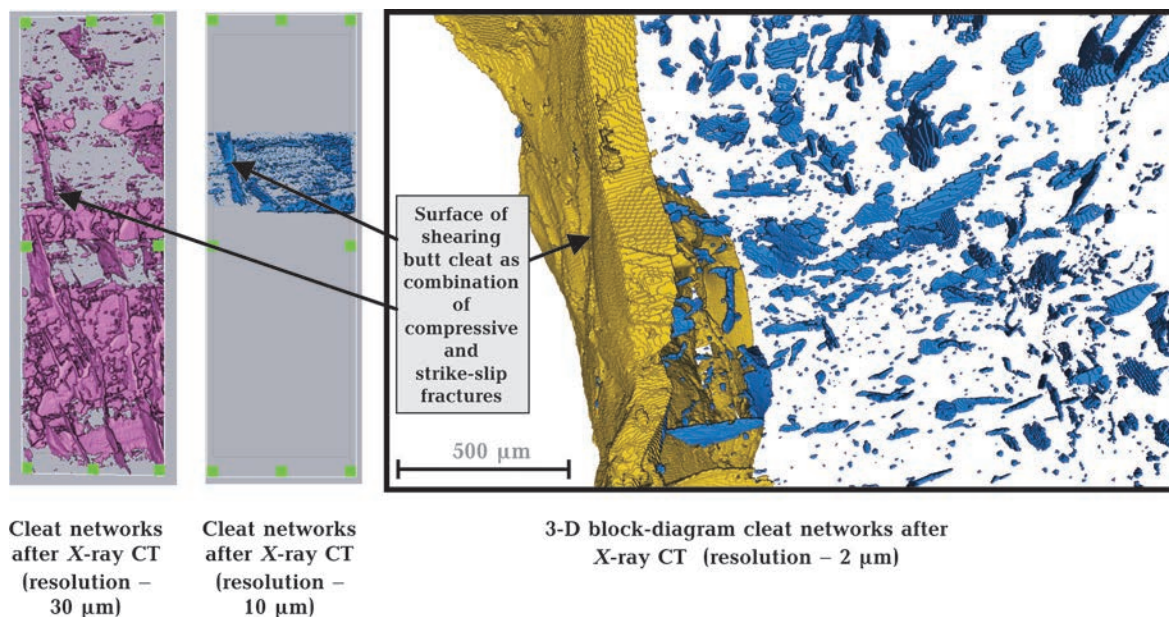 Surface of
shearing
butt cleat as
combination
of
compressive
and
strike-slip
fractures
500 µm
Cleat networks
after X-ray CT
(resolution –
30 µm)
Cleat networks
after X-ray CT
(resolution –
10 µm)
3-D block-diagram cleat networks after
X-ray CT (resolution – 2 µm)